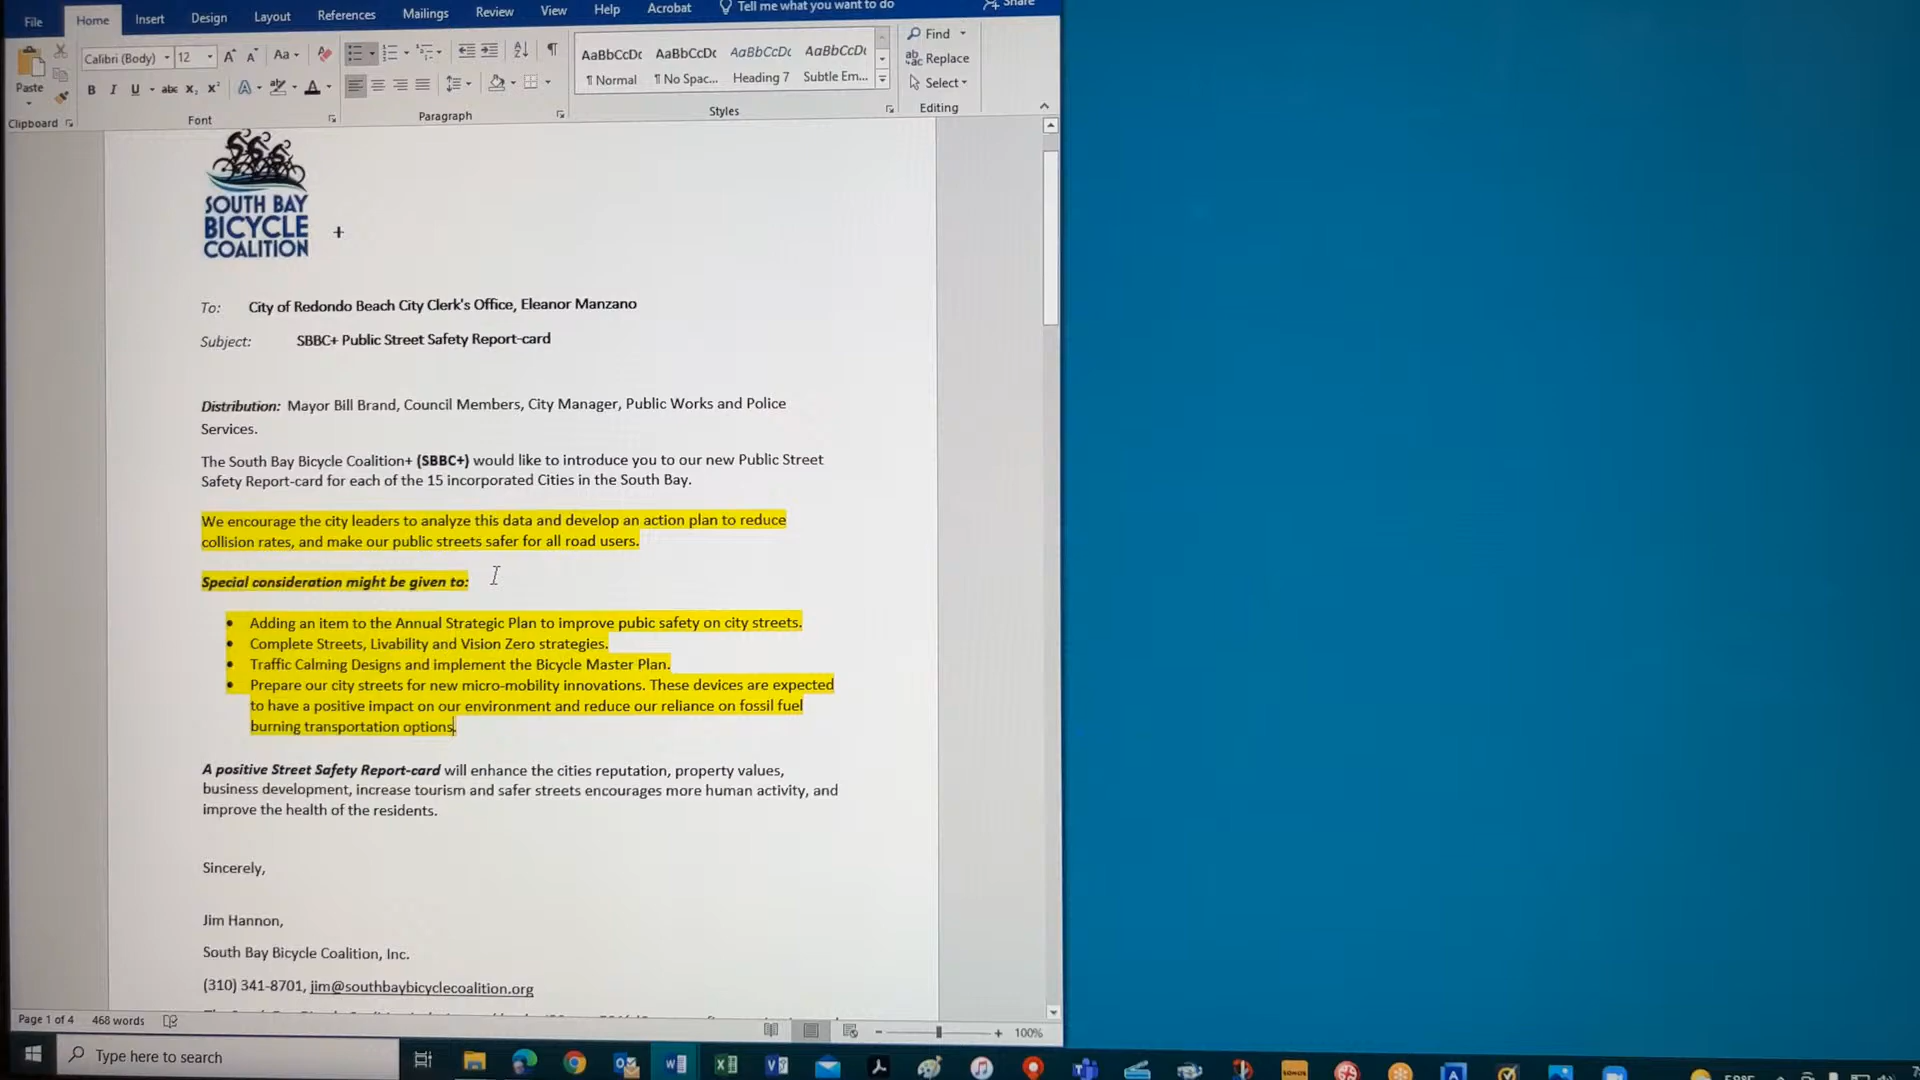 File Home Insert Design Layout References Mailings Review View Help Acrobat Tell me what you want to do Share
Calibri (Body) 12 Aa
AaBbCcDc AaBbCcDc AaBbCcDc AaBbCcDc
Find
Replace
Select
Paste
B I U abc X₂ X² A A
¶ Normal ¶ No Spac... Heading 7 Subtle Em...
Clipboard Font Paragraph Styles Editing
SOUTH BAY
BICYCLE
COALITION
+
To: City of Redondo Beach City Clerk's Office, Eleanor Manzano
Subject: SBBC+ Public Street Safety Report-card
Distribution: Mayor Bill Brand, Council Members, City Manager, Public Works and Police
Services.
The South Bay Bicycle Coalition+ (SBBC+) would like to introduce you to our new Public Street
Safety Report-card for each of the 15 incorporated Cities in the South Bay.
We encourage the city leaders to analyze this data and develop an action plan to reduce
collision rates, and make our public streets safer for all road users.
Special consideration might be given to:
• Adding an item to the Annual Strategic Plan to improve pubic safety on city streets.
• Complete Streets, Livability and Vision Zero strategies.
• Traffic Calming Designs and implement the Bicycle Master Plan.
• Prepare our city streets for new micro-mobility innovations. These devices are expected
to have a positive impact on our environment and reduce our reliance on fossil fuel
burning transportation options.
A positive Street Safety Report-card will enhance the cities reputation, property values,
business development, increase tourism and safer streets encourages more human activity, and
improve the health of the residents.
Sincerely,
Jim Hannon,
South Bay Bicycle Coalition, Inc.
(310) 341-8701, jim@southbaybicyclecoalition.org
Page 1 of 4 468 words
100%
Type here to search